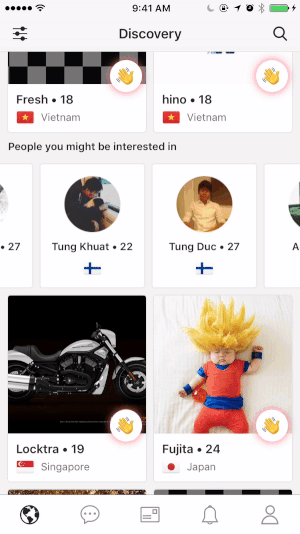 9:41 AM
Discovery
Fresh • 18
Vietnam
hino • 18
Vietnam
People you might be interested in
• 27
Tung Khuat • 22
Tung Duc • 27
A
Locktra • 19
Singapore
Fujita • 24
Japan